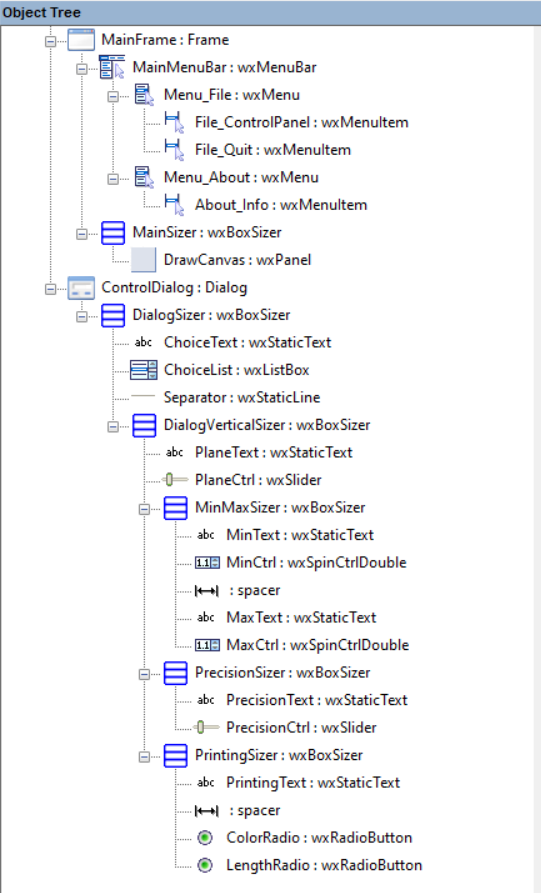 Object Tree
MainFrame : Frame
MainMenuBar : wxMenuBar
Menu_File : wxMenu
File_ControlPanel : wxMenuItem
File_Quit : wxMenuItem
Menu_About : wxMenu
About_Info : wxMenuItem
MainSizer : wxBoxSizer
DrawCanvas : wxPanel
ControlDialog : Dialog
DialogSizer : wxBoxSizer
abc ChoiceText : wxStaticText
ChoiceList : wxListBox
Separator : wxStaticLine
DialogVerticalSizer : wxBoxSizer
abc PlaneText : wxStaticText
PlaneCtrl : wxSlider
MinMaxSizer : wxBoxSizer
abc MinText : wxStaticText
1.1 MinCtrl : wxSpinCtrlDouble
: spacer
abc MaxText : wxStaticText
1.1 MaxCtrl : wxSpinCtrlDouble
PrecisionSizer : wxBoxSizer
abc PrecisionText : wxStaticText
PrecisionCtrl : wxSlider
PrintingSizer : wxBoxSizer
abc PrintingText : wxStaticText
: spacer
ColorRadio : wxRadioButton
LengthRadio : wxRadioButton